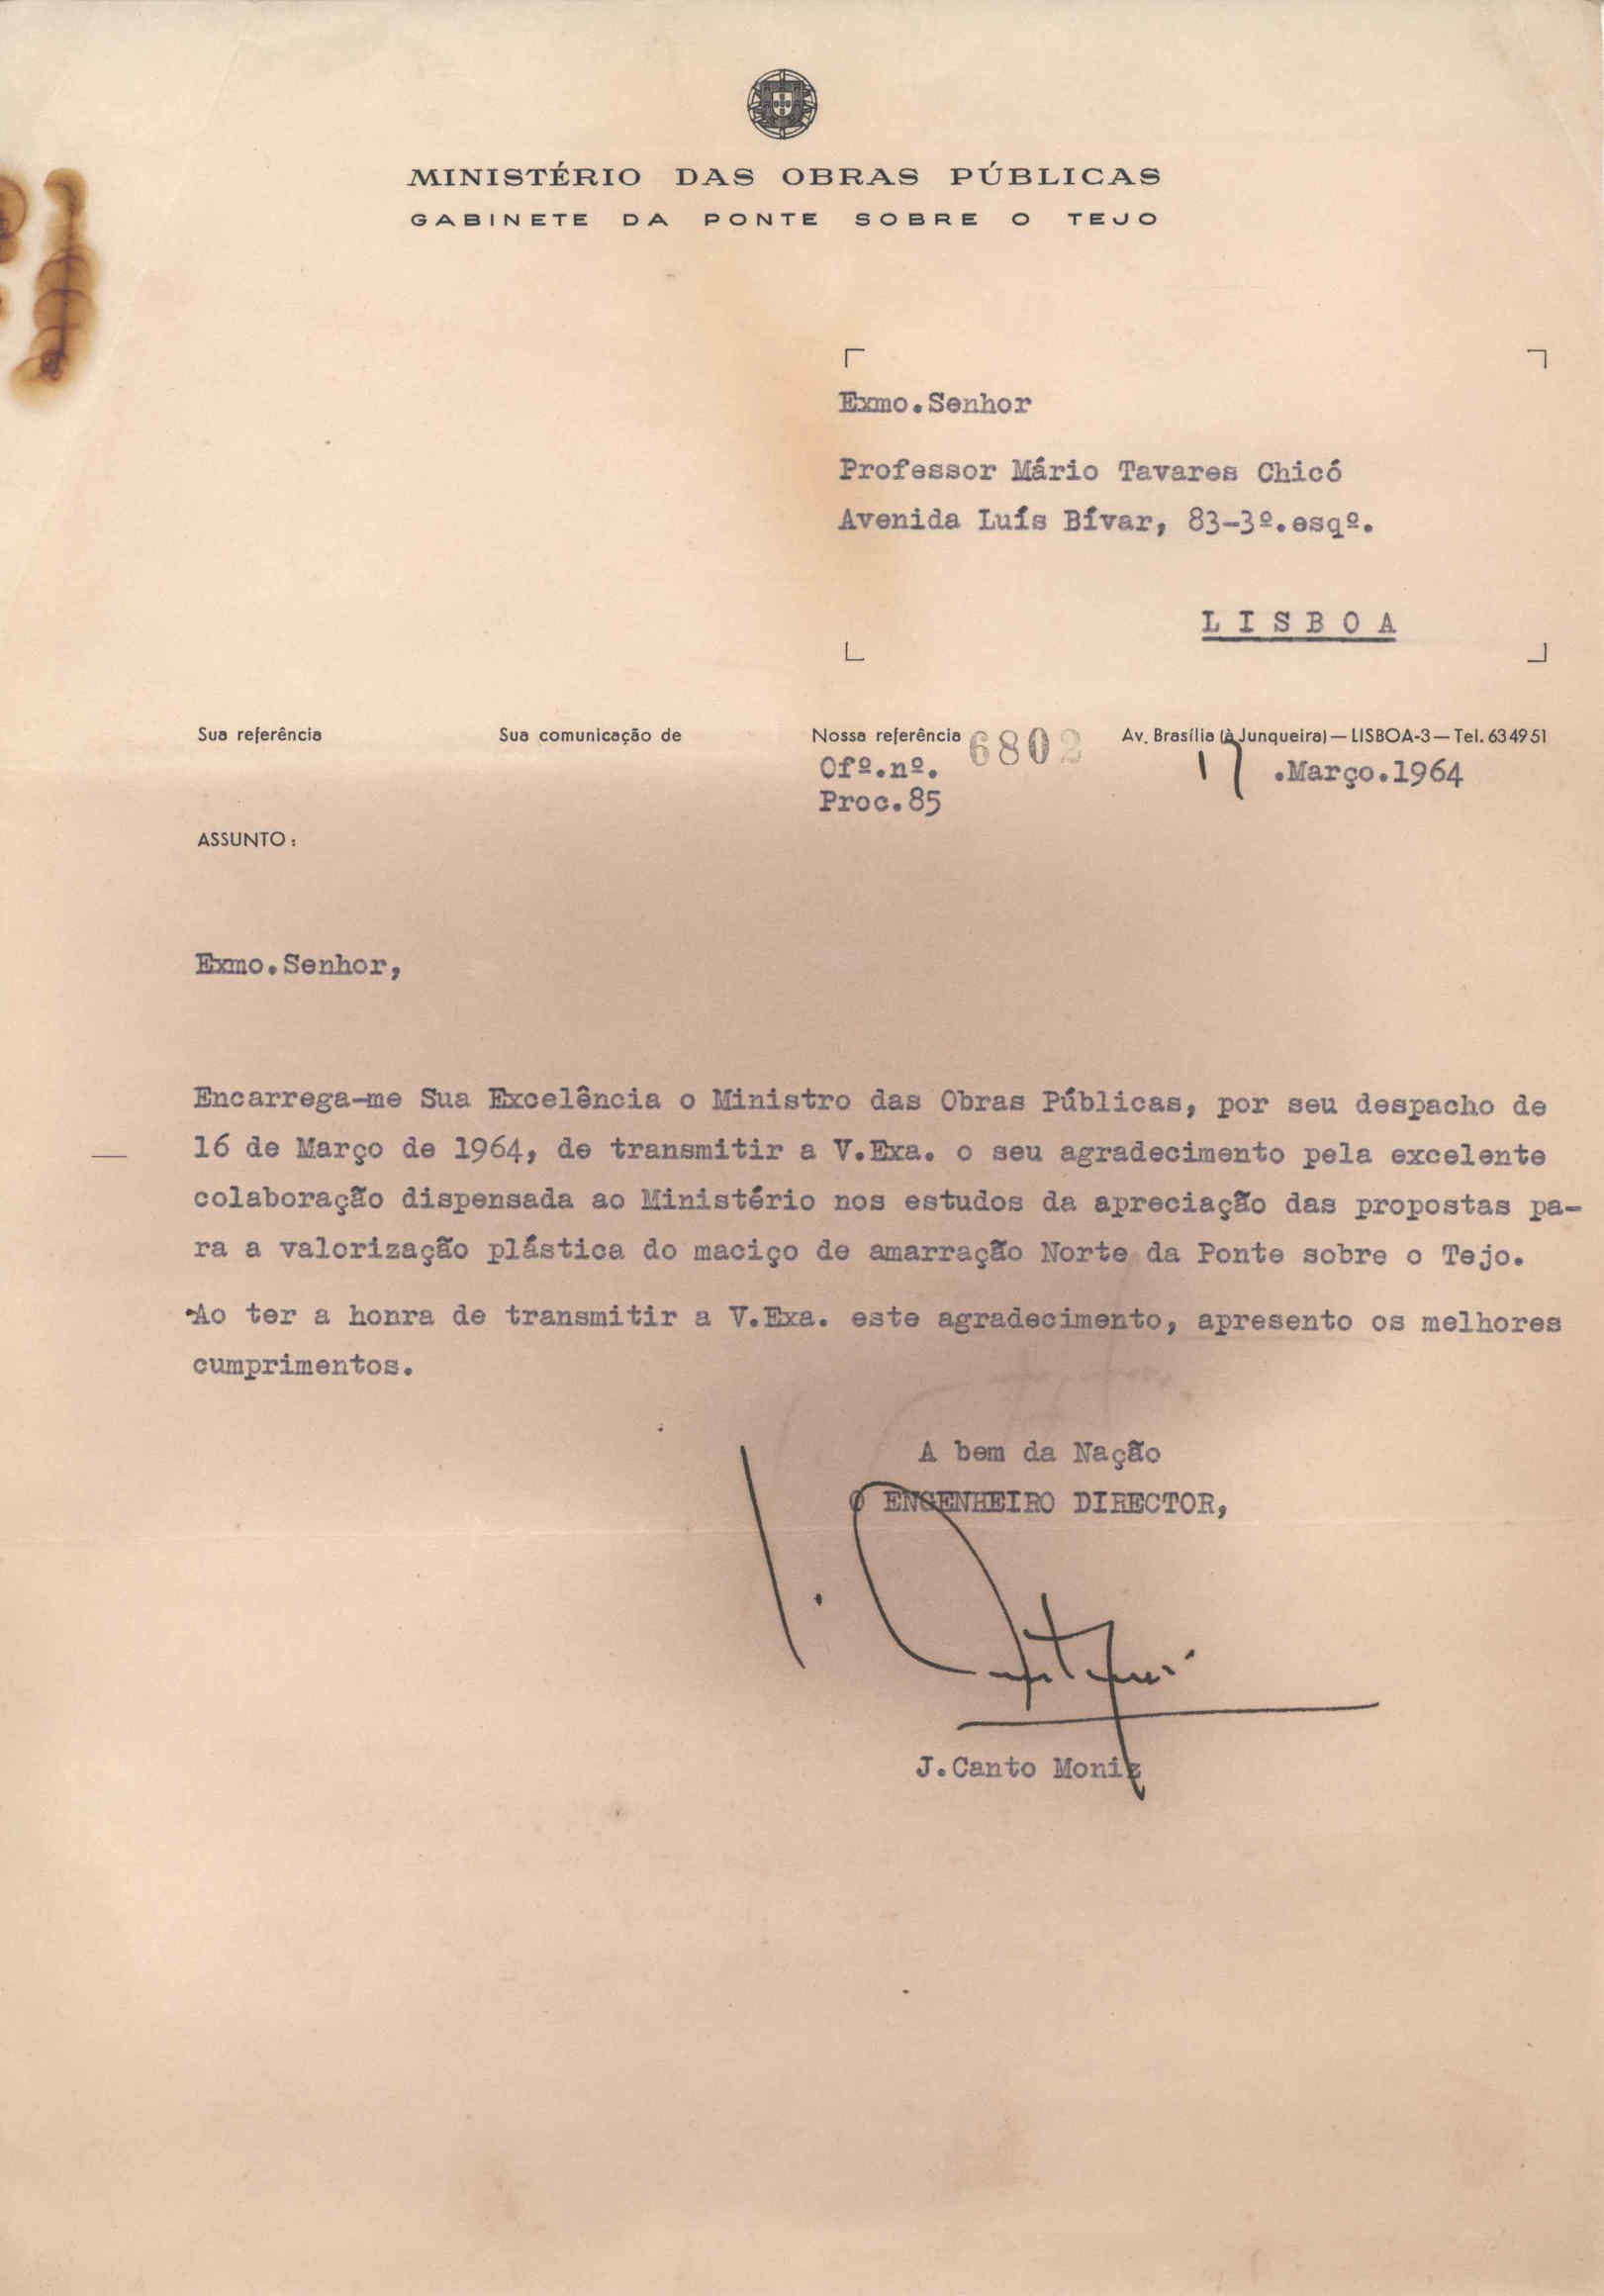 MINISTÉRIO DAS OBRAS PÚBLICAS
GABINETE DA PONTE SOBRE O TEJO
Exmo.Senhor
Professor Mário Tavares Chicó
Avenida Luís Bívar, 83-3º.esqº.
LISBOA
Sua referência Sua comunicação de Nossa referência 6802 Av. Brasília (à Junqueira) — LISBOA-3 — Tel. 634951
Ofº.nº. 17 .Março.1964
Proc.85
ASSUNTO:
Exmo.Senhor,
Encarrega-me Sua Excelência o Ministro das Obras Públicas, por seu despacho de
16 de Março de 1964, de transmitir a V.Exa. o seu agradecimento pela excelente
colaboração dispensada ao Ministério nos estudos da apreciação das propostas pa-
ra a valorização plástica do maciço de amarração Norte da Ponte sobre o Tejo.
Ao ter a honra de transmitir a V.Exa. este agradecimento, apresento os melhores
cumprimentos.
A bem da Nação
O ENGENHEIRO DIRECTOR,
J.Canto Moniz